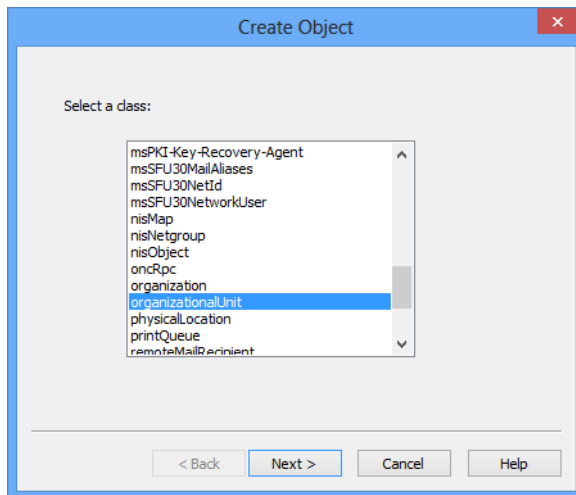 Create Object
Select a class:
msPKI-Key-Recovery-Agent
msSFU30MailAliases
msSFU30NetId
msSFU30NetworkUser
nisMap
nisNetgroup
nisObject
oncRpc
organization
organizationalUnit
physicalLocation
printQueue
remoteMailRecipient
< Back Next > Cancel Help